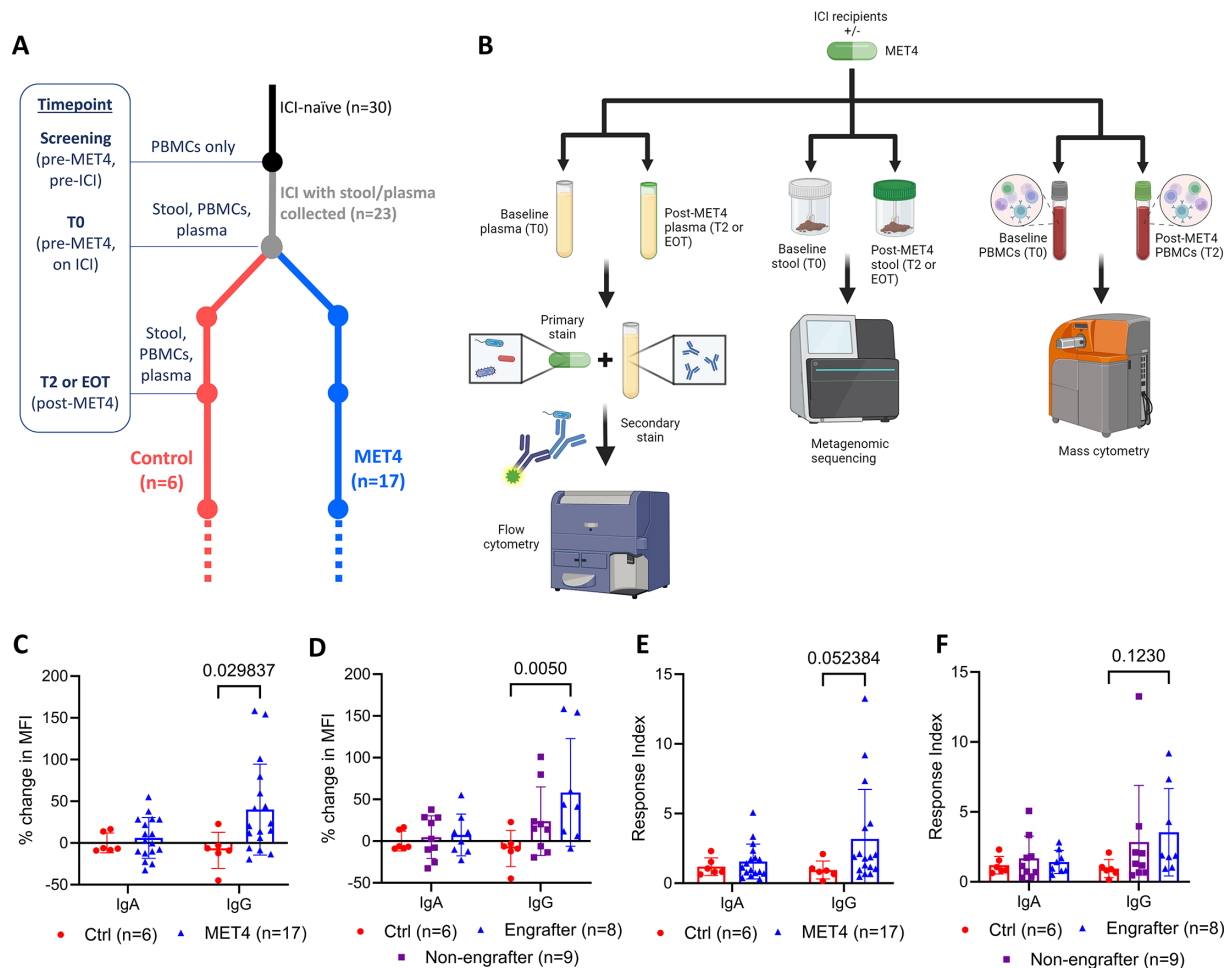 A
Timepoint
Screening
(pre-MET4,
pre-ICI)
T0
(pre-MET4,
on ICI)
T2 or EOT
(post-MET4)
PBMCs only
Stool, PBMCs,
plasma
Stool,
PBMCs,
plasma
ICI-naïve (n=30)
ICI with stool/plasma
collected (n=23)
Control
(n=6)
MET4
(n=17)
B
ICI recipients
+/-
MET4
Baseline
plasma (T0)
Post-MET4
plasma (T2 or
EOT)
Baseline
stool (T0)
Post-MET4
stool (T2 or
EOT)
Baseline
PBMCs (T0)
Post-MET4
PBMCs (T2)
Primary
stain
+
Secondary
stain
Flow
cytometry
Metagenomic
sequencing
Mass cytometry
C
% change in MFI
200
150
100
50
0
-50
0.029837
IgA
IgG
Ctrl (n=6)
MET4 (n=17)
D
% change in MFI
200
150
100
50
0
-50
0.0050
IgA
IgG
Ctrl (n=6)
Engrafter (n=8)
Non-engrafter (n=9)
E
Response Index
15
10
5
0
0.052384
IgA
IgG
Ctrl (n=6)
MET4 (n=17)
F
Response Index
15
10
5
0
0.1230
IgA
IgG
Ctrl (n=6)
Engrafter (n=8)
Non-engrafter (n=9)